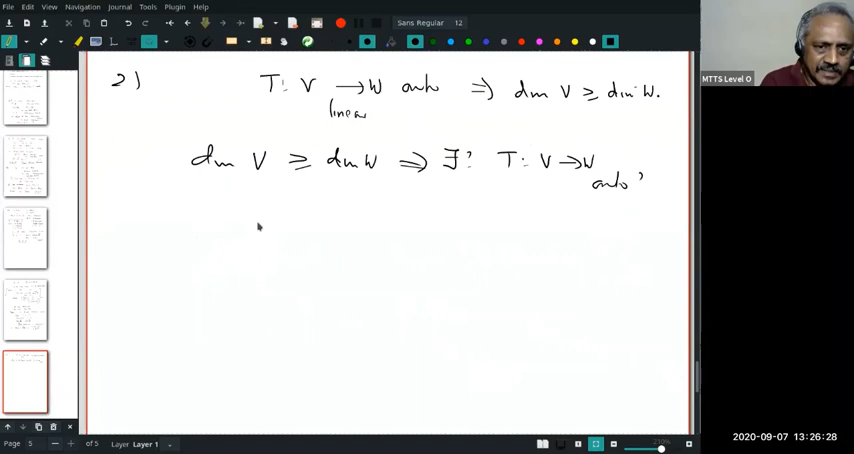 File Edit View Navigation Journal Tools Plugin Help
Sans Regular 12
2) T: V → W onto ⇒ dim V ≥ dim W.
linear
dim V ≥ dim W ⇒ ∃? T: V → W
onto?
MTTS Level O
Page 5 of 5 Layer Layer 1
2020-09-07 13:26:28